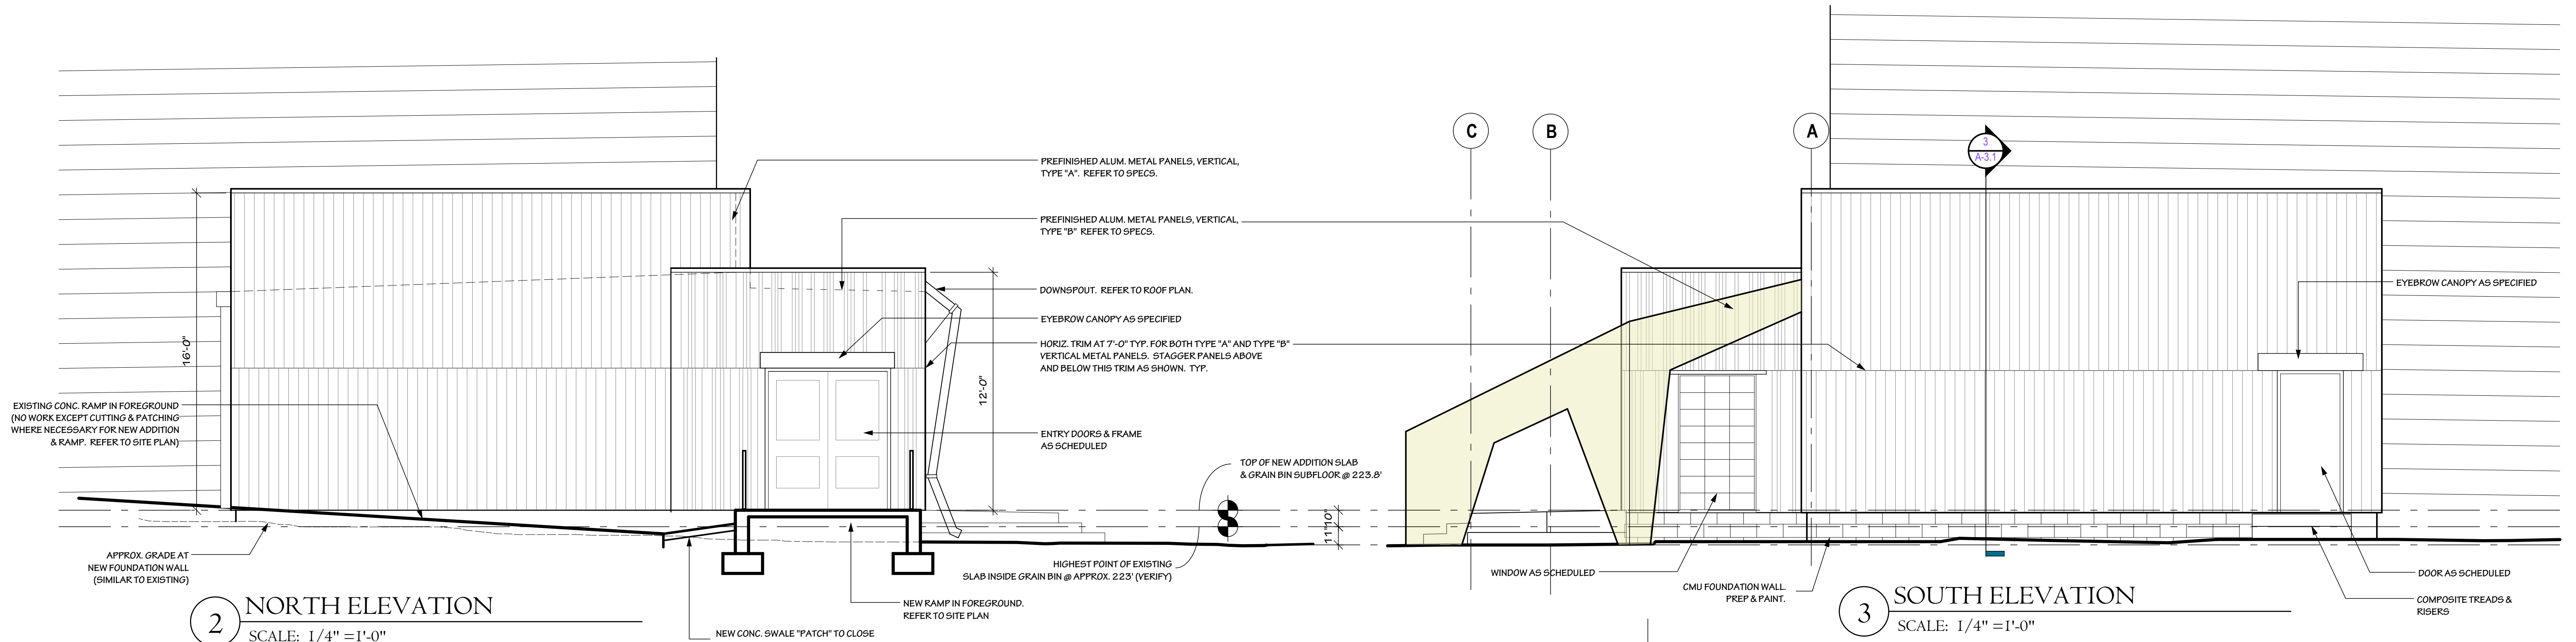 PREFINISHED ALUM. METAL PANELS, VERTICAL,
TYPE "A". REFER TO SPECS.
PREFINISHED ALUM. METAL PANELS, VERTICAL,
TYPE "B" REFER TO SPECS.
DOWNSPOUT. REFER TO ROOF PLAN.
EYEBROW CANOPY AS SPECIFIED
HORIZ. TRIM AT 7'-0" TYP. FOR BOTH TYPE "A" AND TYPE "B"
VERTICAL METAL PANELS. STAGGER PANELS ABOVE
AND BELOW THIS TRIM AS SHOWN. TYP.
16'-0"
12'-0"
EXISTING CONC. RAMP IN FOREGROUND
(NO WORK EXCEPT CUTTING & PATCHING
WHERE NECESSARY FOR NEW ADDITION
& RAMP. REFER TO SITE PLAN)
ENTRY DOORS & FRAME
AS SCHEDULED
TOP OF NEW ADDITION SLAB
& GRAIN BIN SUBFLOOR @ 223.8'
APPROX. GRADE AT
NEW FOUNDATION WALL
(SIMILAR TO EXISTING)
HIGHEST POINT OF EXISTING
SLAB INSIDE GRAIN BIN @ APPROX. 223' (VERIFY)
10"
11"
NEW RAMP IN FOREGROUND.
REFER TO SITE PLAN
NEW CONC. SWALE "PATCH" TO CLOSE
2
NORTH ELEVATION
SCALE: 1/4" =1'-0"
C
B
A
3
A-3.1
EYEBROW CANOPY AS SPECIFIED
WINDOW AS SCHEDULED
CMU FOUNDATION WALL.
PREP & PAINT.
DOOR AS SCHEDULED
COMPOSITE TREADS &
RISERS
3
SOUTH ELEVATION
SCALE: 1/4" =1'-0"